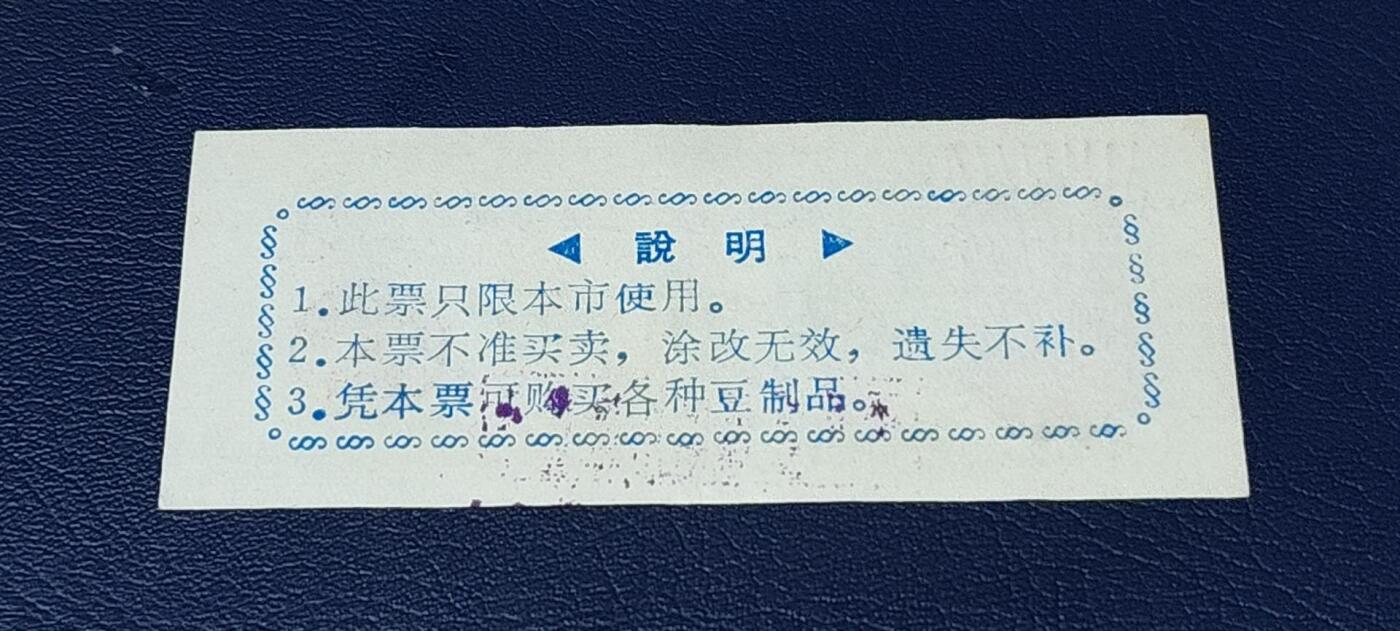 説明
1.此票只限本市使用。
2.本票不准买卖，涂改无效，遗失不补。
3.凭本票可购买各种豆制品。